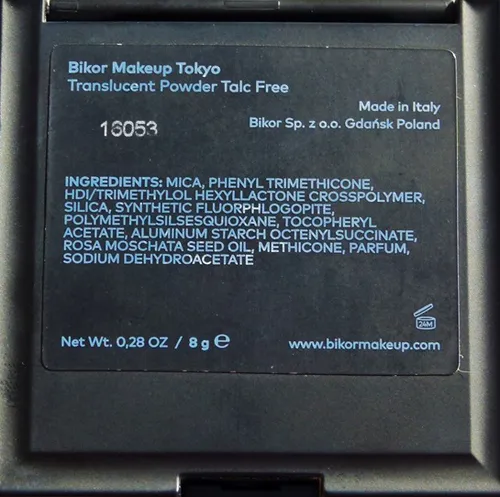 Bikor Makeup Tokyo
Translucent Powder Talc Free
Made in Italy
16053
Bikor Sp. z o.o. Gdańsk Poland
INGREDIENTS: MICA, PHENYL TRIMETHICONE,
HDI/TRIMETHYLOL HEXYLLACTONE CROSSPOLYMER,
SILICA, SYNTHETIC FLUORPHLOGOPITE,
POLYMETHYLSILSESQUIOXANE, TOCOPHERYL
ACETATE, ALUMINUM STARCH OCTENYLSUCCINATE,
ROSA MOSCHATA SEED OIL, METHICONE, PARFUM,
SODIUM DEHYDROACETATE
24M
Net Wt. 0,28 OZ / 8 g ℮
www.bikormakeup.com